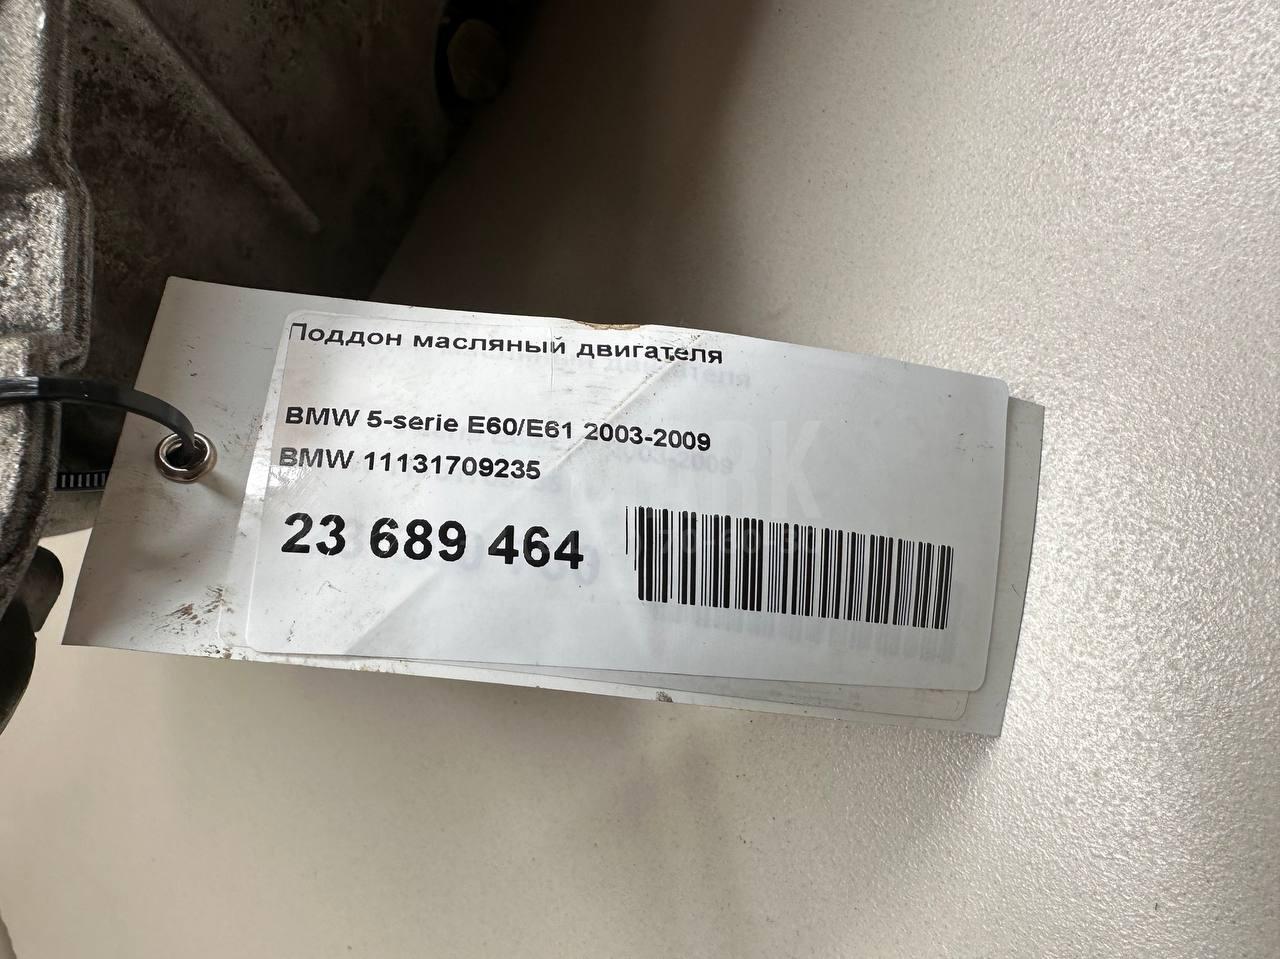 Поддон масляный двигателя
BMW 5-serie E60/E61 2003-2009
BMW 11131709235
23 689 464